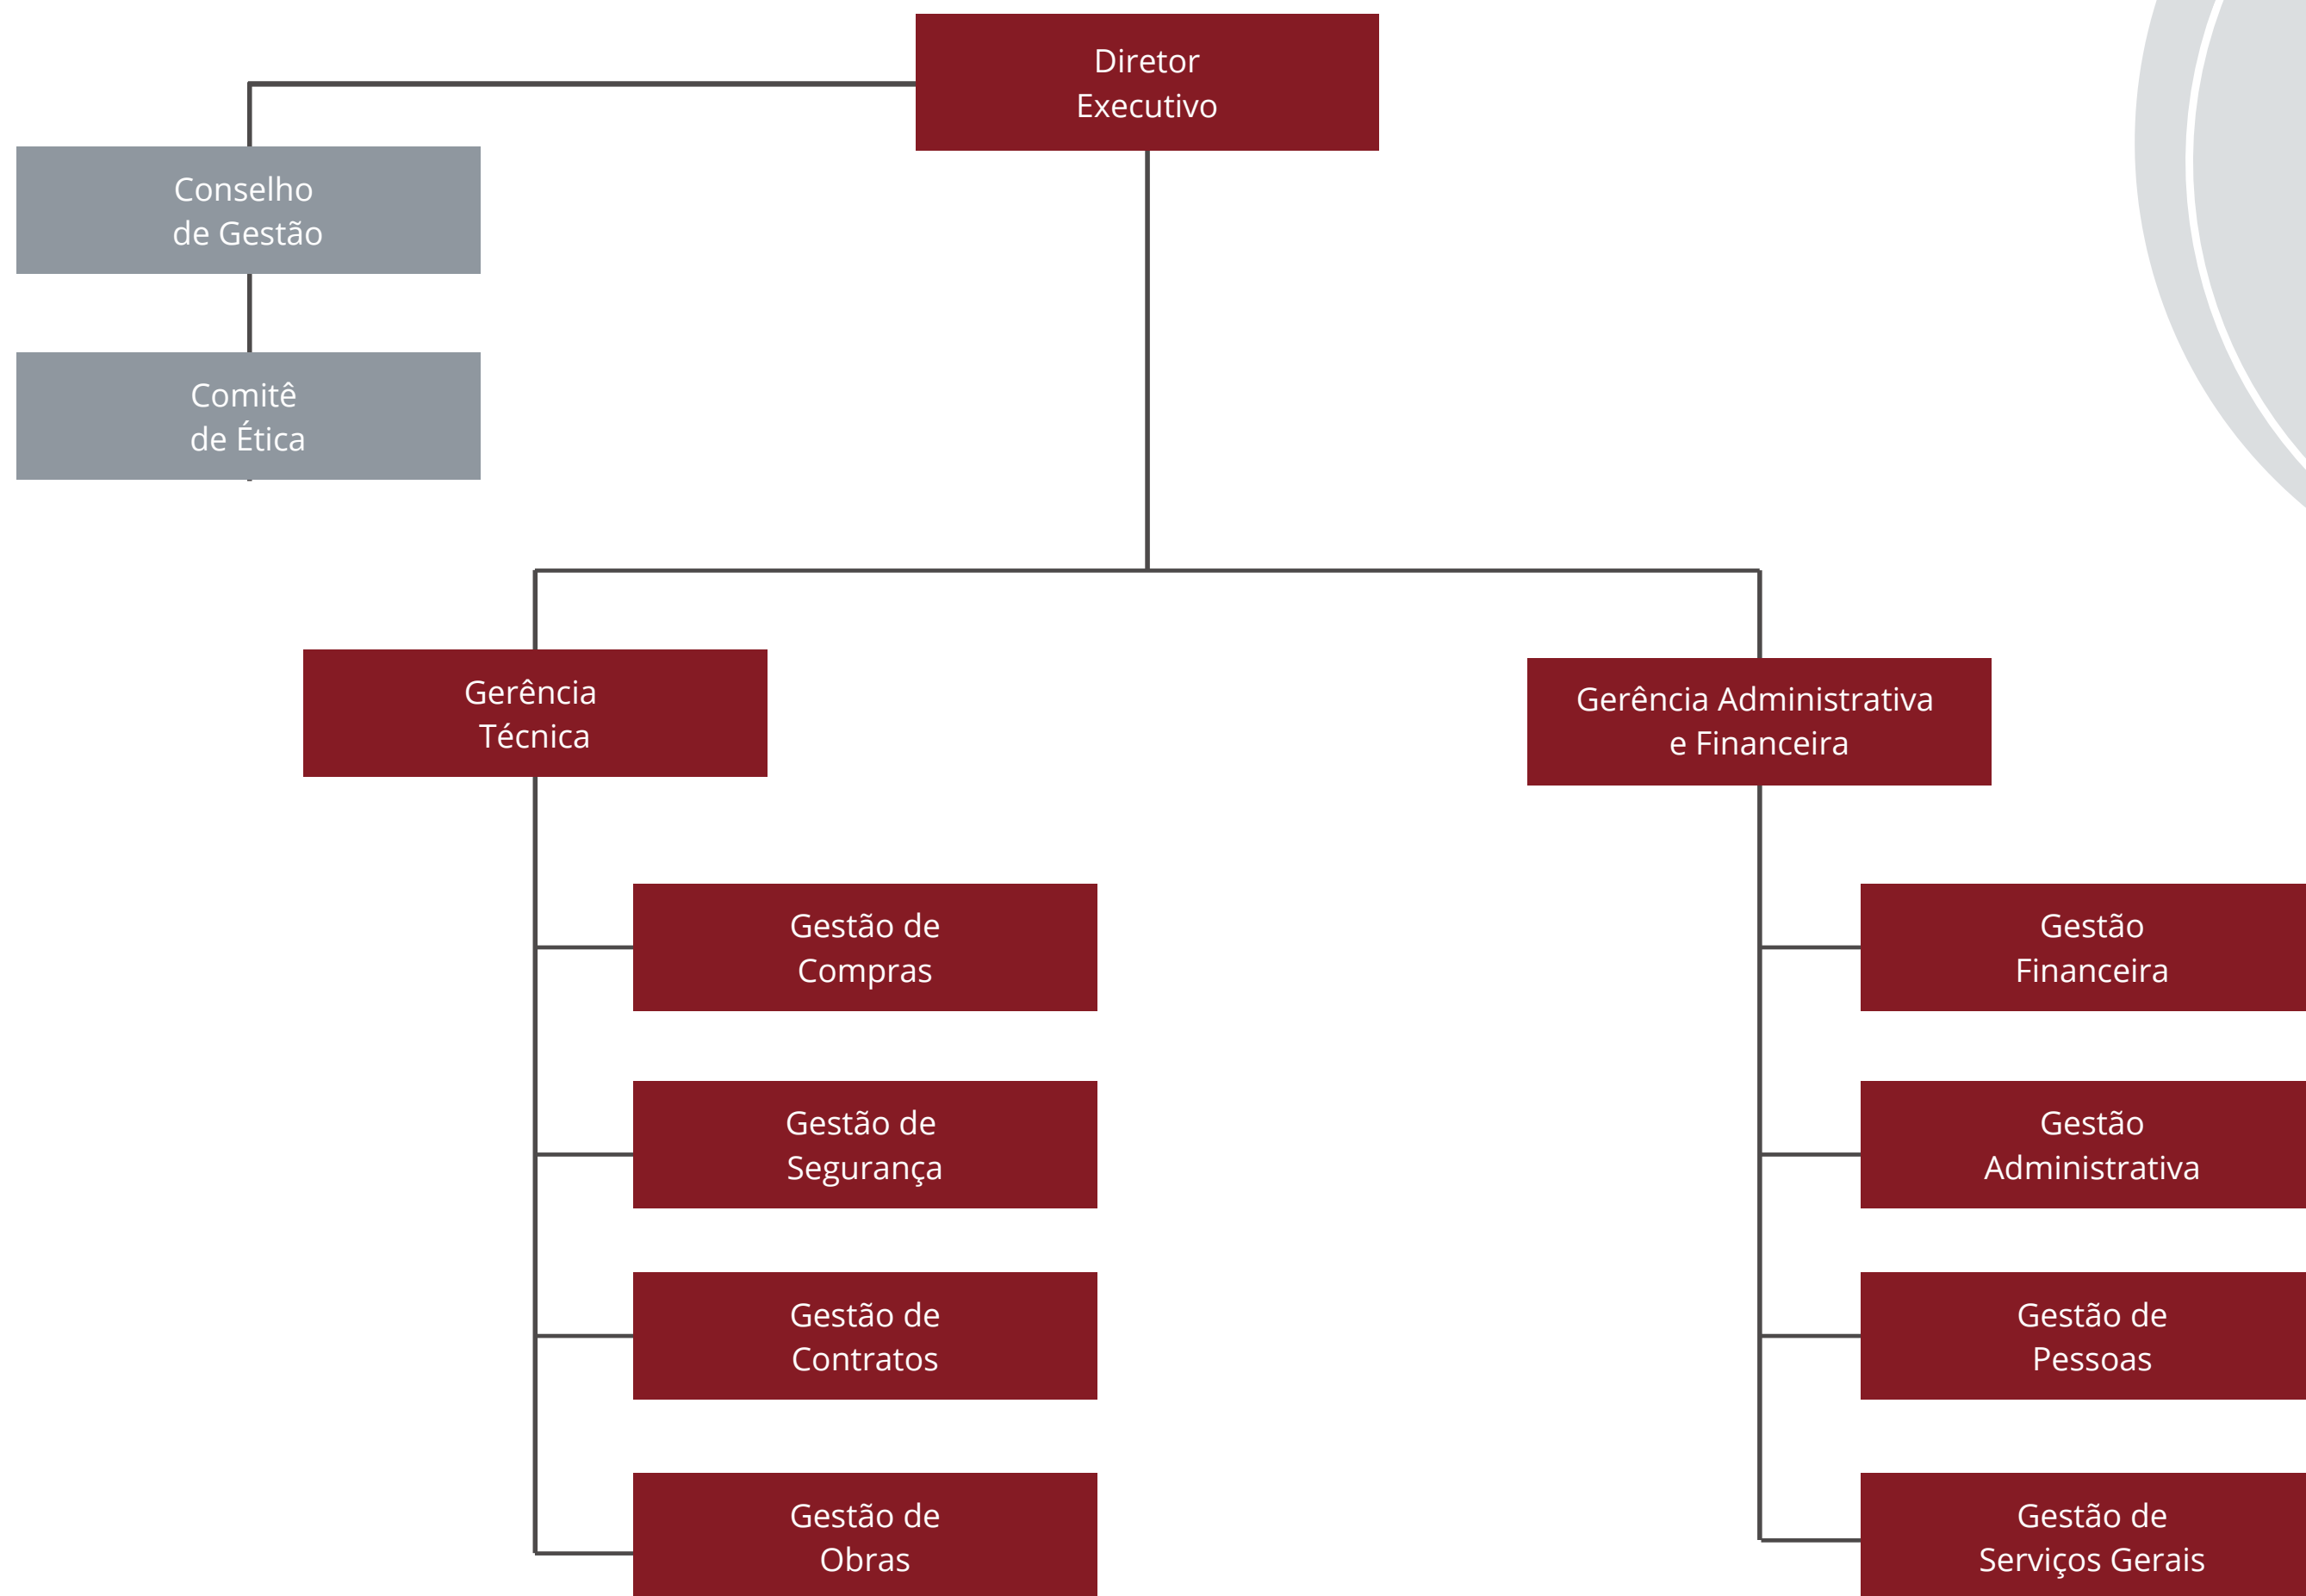 Diretor
Executivo
Conselho
de Gestão
Comitê
de Ética
Gerência
Técnica
Gerência Administrativa
e Financeira
Gestão de
Compras
Gestão de
Segurança
Gestão de
Contratos
Gestão de
Obras
Gestão
Financeira
Gestão
Administrativa
Gestão de
Pessoas
Gestão de
Serviços Gerais